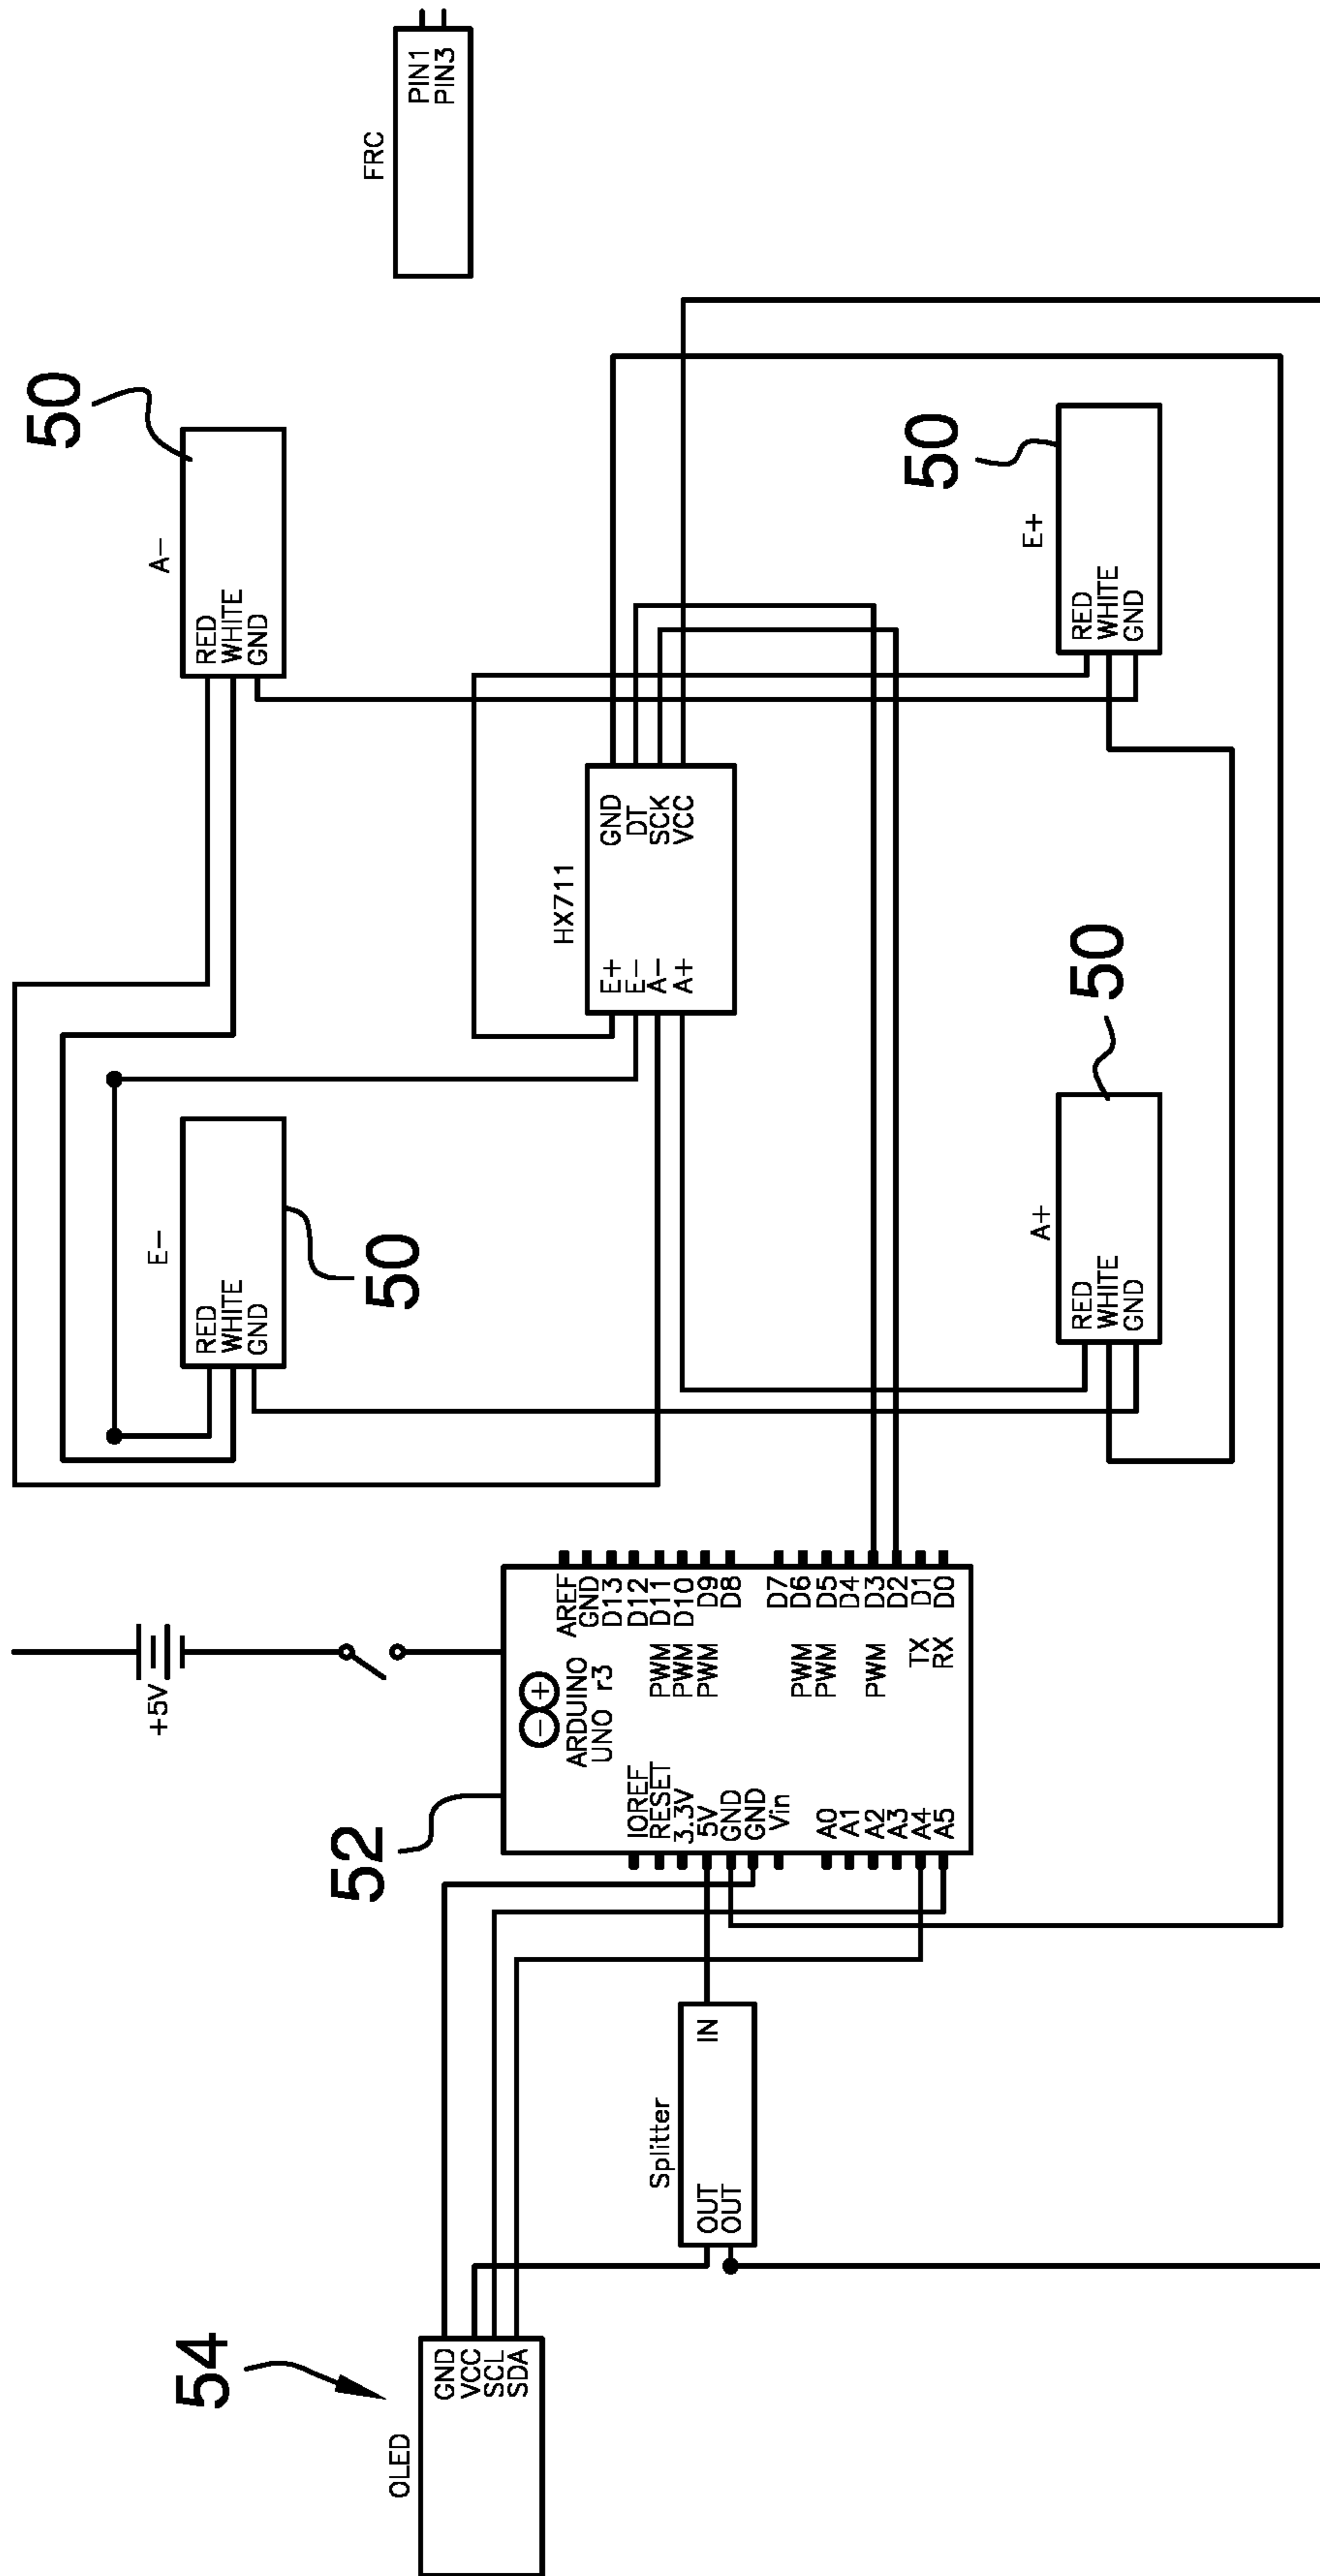 54
OLED
GND
VCC
SCL
SDA
Splitter
OUT
OUT
IN
52
+5V
ARDUINO
UNO r3
− +
IOREF
RESET
3.3V
5V
GND
GND
Vin
A0
A1
A2
A3
A4
A5
AREF
GND
D13
D12
PWM D11
PWM D10
PWM D9
D8
D7
PWM D6
PWM D5
D4
PWM D3
D2
TX D1
RX D0
E−
RED
WHITE
GND
50
A−
RED
WHITE
GND
50
HX711
E+
E−
A−
A+
GND
DT
SCK
VCC
A+
RED
WHITE
GND
50
E+
RED
WHITE
GND
50
FRC
PIN1
PIN3